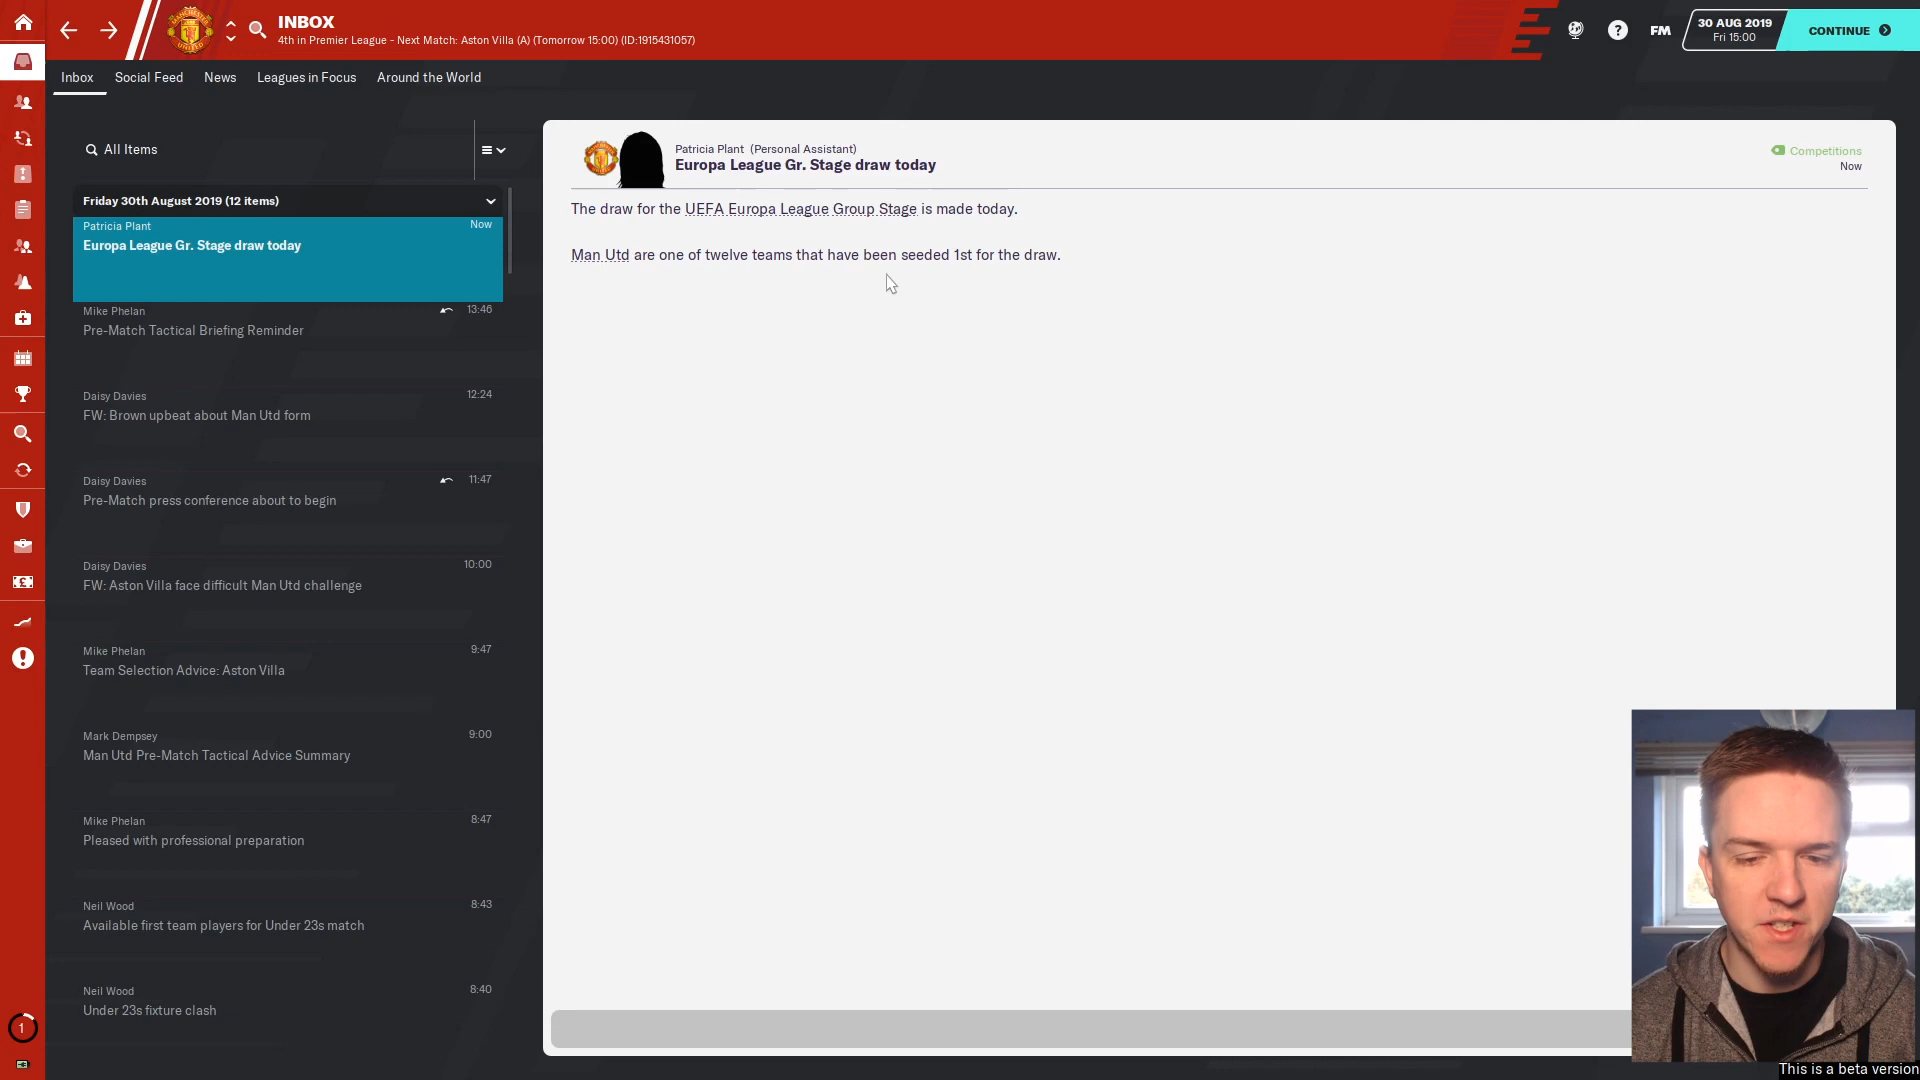 INBOX
4th in Premier League - Next Match: Aston Villa (A) (Tomorrow 15:00) (ID:1915431057)
?
FM
30 AUG 2019
Fri 15:00
CONTINUE
Inbox
Social Feed
News
Leagues in Focus
Around the World
All Items
Friday 30th August 2019 (12 items)
Patricia Plant
Now
Europa League Gr. Stage draw today
Mike Phelan
13:46
Pre-Match Tactical Briefing Reminder
Daisy Davies
12:24
FW: Brown upbeat about Man Utd form
Daisy Davies
11:47
Pre-Match press conference about to begin
Daisy Davies
10:00
FW: Aston Villa face difficult Man Utd challenge
Mike Phelan
9:47
Team Selection Advice: Aston Villa
Mark Dempsey
9:00
Man Utd Pre-Match Tactical Advice Summary
Mike Phelan
8:47
Pleased with professional preparation
Neil Wood
8:43
Available first team players for Under 23s match
Neil Wood
8:40
Under 23s fixture clash
1
Patricia Plant (Personal Assistant)
Europa League Gr. Stage draw today
Competitions
Now
The draw for the UEFA Europa League Group Stage is made today.
Man Utd are one of twelve teams that have been seeded 1st for the draw.
This is a beta version